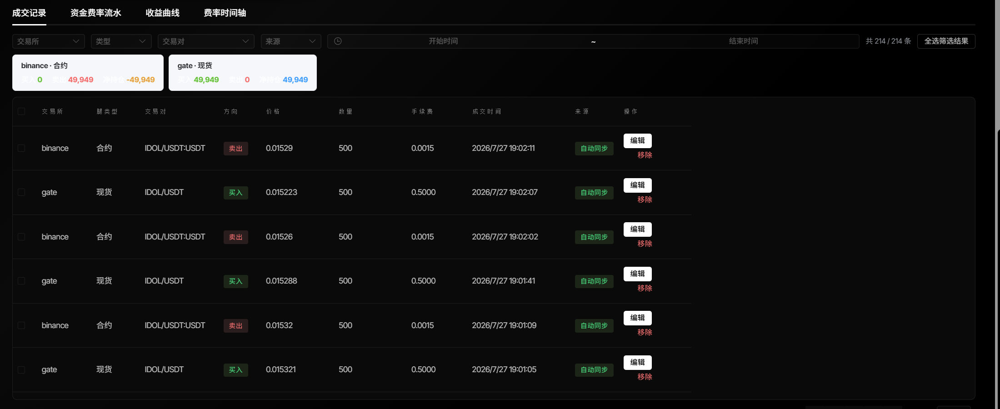 成交记录 资金费率流水 收益曲线 费率时间轴
交易所 类型 交易对 来源 开始时间 ~ 结束时间 共 214 / 214 条 全选筛选结果
binance · 合约 gate · 现货
买入 0 卖出 49,949 净持仓 -49,949 买入 49,949 卖出 0 净持仓 49,949
交易所 腿类型 交易对 方向 价格 数量 手续费 成交时间 来源 操作
binance 合约 IDOL/USDT:USDT 卖出 0.01529 500 0.0015 2026/7/27 19:02:11 自动同步 编辑
移除
gate 现货 IDOL/USDT 买入 0.015223 500 0.5000 2026/7/27 19:02:07 自动同步 编辑
移除
binance 合约 IDOL/USDT:USDT 卖出 0.01526 500 0.0015 2026/7/27 19:02:02 自动同步 编辑
移除
gate 现货 IDOL/USDT 买入 0.015288 500 0.5000 2026/7/27 19:01:41 自动同步 编辑
移除
binance 合约 IDOL/USDT:USDT 卖出 0.01532 500 0.0015 2026/7/27 19:01:09 自动同步 编辑
移除
gate 现货 IDOL/USDT 买入 0.015321 500 0.5000 2026/7/27 19:01:05 自动同步 编辑
移除